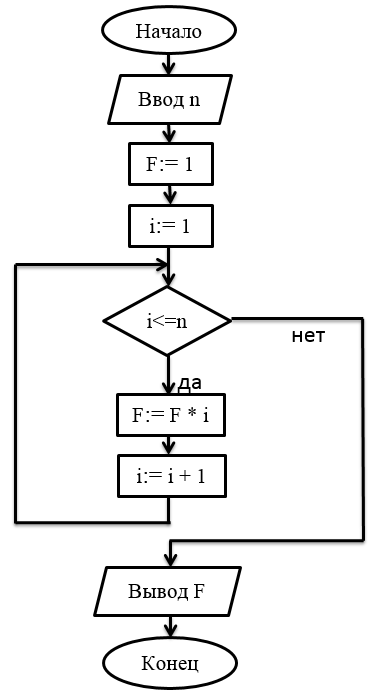 Начало
Ввод n
F:= 1
i:= 1
i<=n
нет
да
F:= F * i
i:= i + 1
Вывод F
Конец